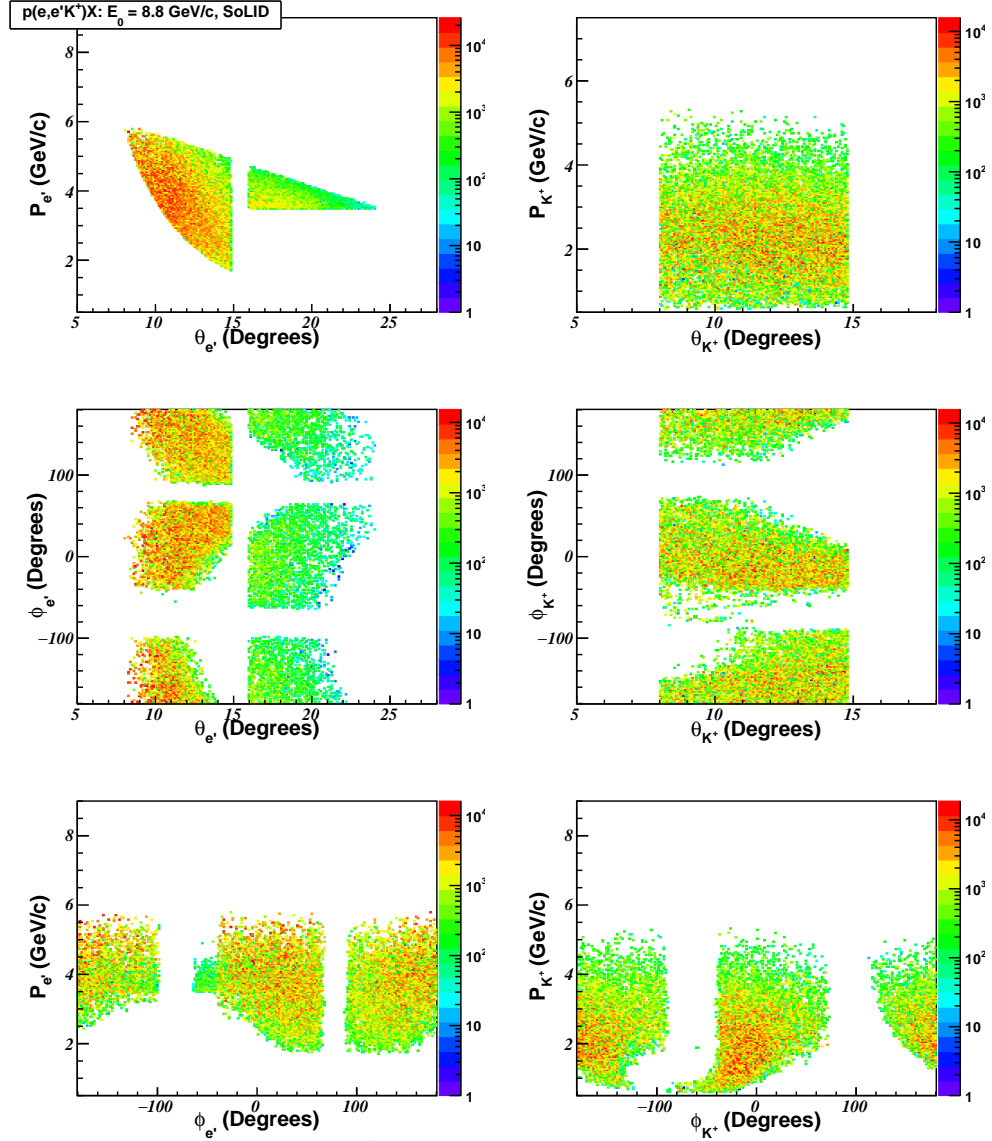 p(e,e'K⁺)X: E₀ = 8.8 GeV/c, SoLID
P_e' (GeV/c)
8
6
4
2
5 10 15 20 25
θ_e' (Degrees)
10⁴
10³
10²
10
1
P_K⁺ (GeV/c)
6
4
2
5 10 15
θ_K⁺ (Degrees)
10⁴
10³
10²
10
1
ϕ_e' (Degrees)
100
0
−100
5 10 15 20 25
θ_e' (Degrees)
10⁴
10³
10²
10
1
ϕ_K⁺ (Degrees)
100
0
−100
5 10 15
θ_K⁺ (Degrees)
10⁴
10³
10²
10
1
P_e' (GeV/c)
8
6
4
2
−100 0 100
ϕ_e' (Degrees)
10⁴
10³
10²
10
1
P_K⁺ (GeV/c)
8
6
4
2
−100 0 100
ϕ_K⁺ (Degrees)
10⁴
10³
10²
10
1